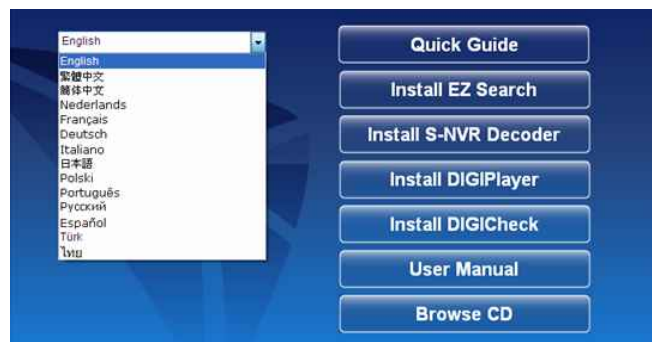 English
English
繁體中文
简体中文
Nederlands
Français
Deutsch
Italiano
日本語
Polski
Português
Русский
Español
Türk
ไทย
Quick Guide
Install EZ Search
Install S-NVR Decoder
Install DIGIPlayer
Install DIGICheck
User Manual
Browse CD